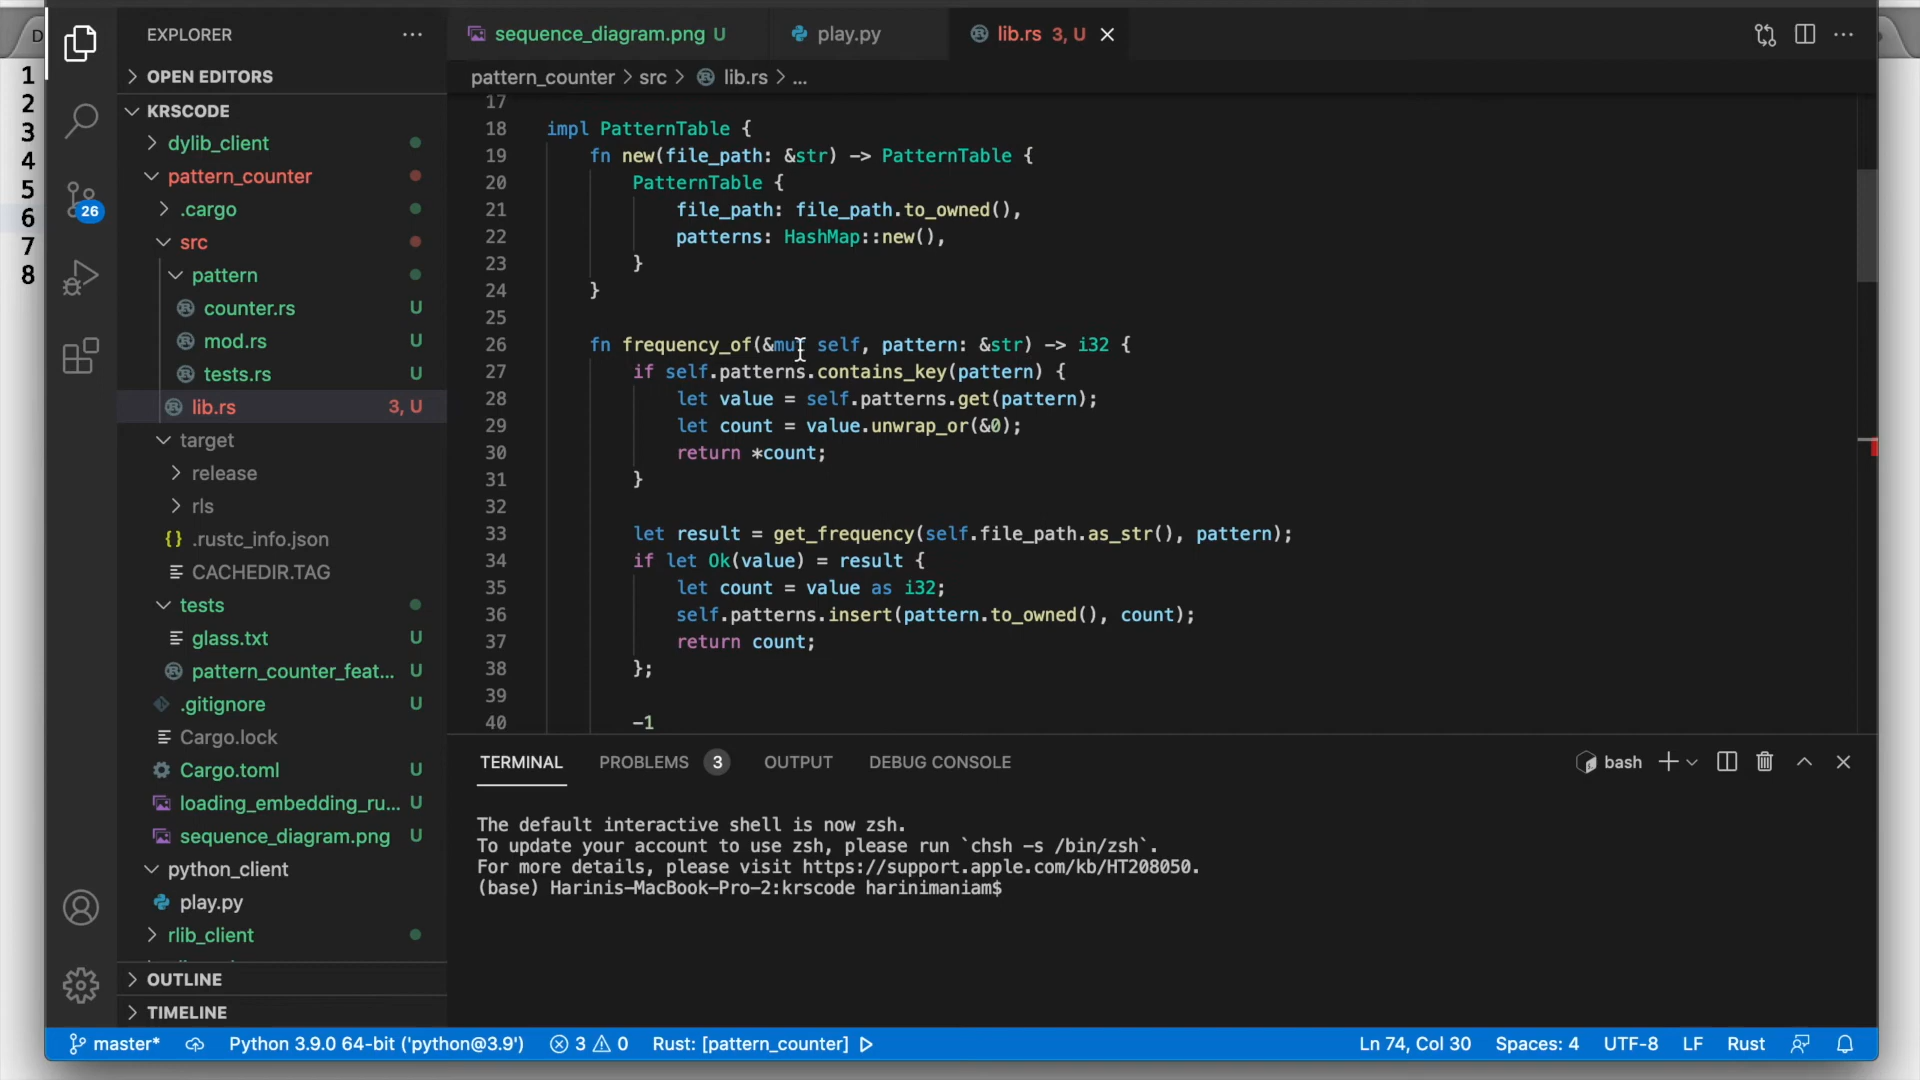 D
1
2
3
4
5
6
7
8
EXPLORER
OPEN EDITORS
KRSCODE
dylib_client
pattern_counter
.cargo
src
pattern
counter.rs U
mod.rs U
tests.rs U
lib.rs 3, U
target
release
rls
.rustc_info.json
CACHEDIR.TAG
tests
glass.txt U
pattern_counter_feat... U
.gitignore U
Cargo.lock
Cargo.toml U
loading_embedding_ru... U
sequence_diagram.png U
python_client
play.py
rlib_client
OUTLINE
TIMELINE
26
sequence_diagram.png U
play.py
lib.rs 3, U
pattern_counter > src > lib.rs > ...
17
18 impl PatternTable {
19 fn new(file_path: &str) -> PatternTable {
20 PatternTable {
21 file_path: file_path.to_owned(),
22 patterns: HashMap::new(),
23 }
24 }
25
26 fn frequency_of(&mut self, pattern: &str) -> i32 {
27 if self.patterns.contains_key(pattern) {
28 let value = self.patterns.get(pattern);
29 let count = value.unwrap_or(&0);
30 return *count;
31 }
32
33 let result = get_frequency(self.file_path.as_str(), pattern);
34 if let Ok(value) = result {
35 let count = value as i32;
36 self.patterns.insert(pattern.to_owned(), count);
37 return count;
38 };
39
40 -1
TERMINAL PROBLEMS 3 OUTPUT DEBUG CONSOLE
bash
The default interactive shell is now zsh.
To update your account to use zsh, please run `chsh -s /bin/zsh`.
For more details, please visit https://support.apple.com/kb/HT208050.
(base) Harinis-MacBook-Pro-2:krscode harinimaniam$
master* Python 3.9.0 64-bit ('python@3.9') 3 0 Rust: [pattern_counter] Ln 74, Col 30 Spaces: 4 UTF-8 LF Rust